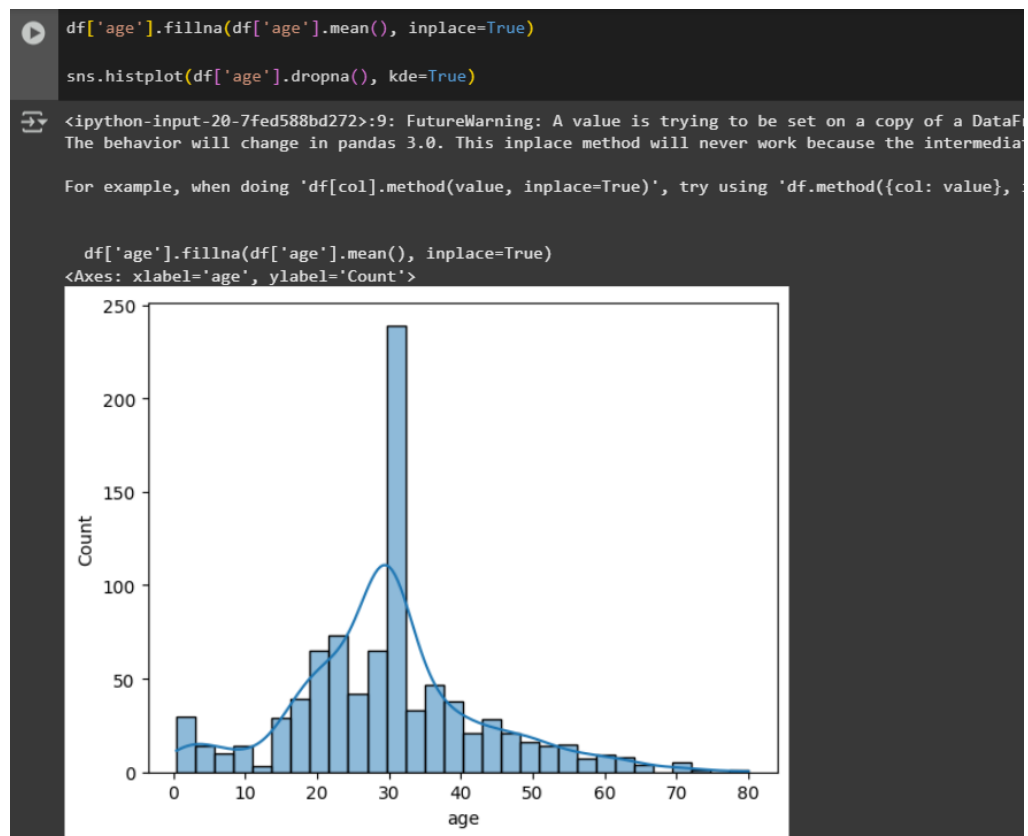 df['age'].fillna(df['age'].mean(), inplace=True)
sns.histplot(df['age'].dropna(), kde=True)
<ipython-input-20-7fed588bd272>:9: FutureWarning: A value is trying to be set on a copy of a DataF
The behavior will change in pandas 3.0. This inplace method will never work because the intermedia
For example, when doing 'df[col].method(value, inplace=True)', try using 'df.method({col: value},
df['age'].fillna(df['age'].mean(), inplace=True)
<Axes: xlabel='age', ylabel='Count'>
250
200
150
100
50
0
Count
0 10 20 30 40 50 60 70 80
age